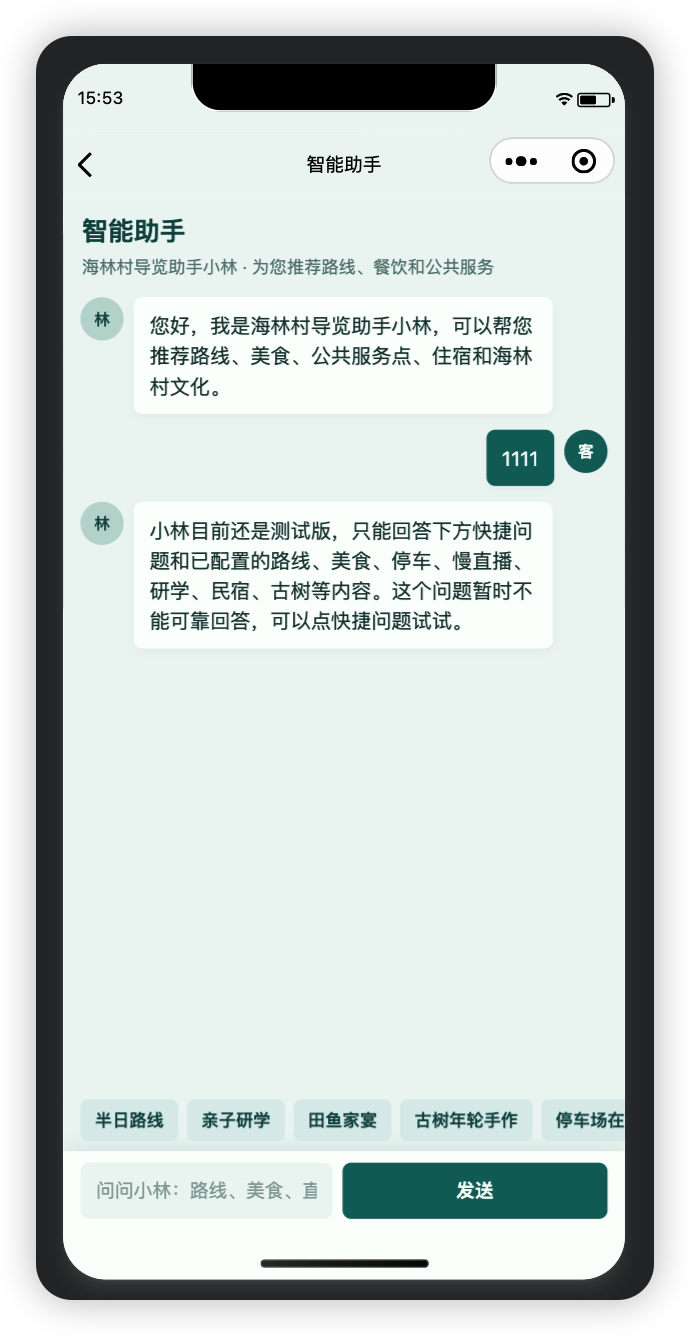 15:53
智能助手
智能助手
海林村导览助手小林 · 为您推荐路线、餐饮和公共服务
林
您好，我是海林村导览助手小林，可以帮您
推荐路线、美食、公共服务点、住宿和海林
村文化。
1111
客
林
小林目前还是测试版，只能回答下方快捷问
题和已配置的路线、美食、停车、慢直播、
研学、民宿、古树等内容。这个问题暂时不
能可靠回答，可以点快捷问题试试。
半日路线 亲子研学 田鱼家宴 古树年轮手作 停车场在
问问小林：路线、美食、直
发送